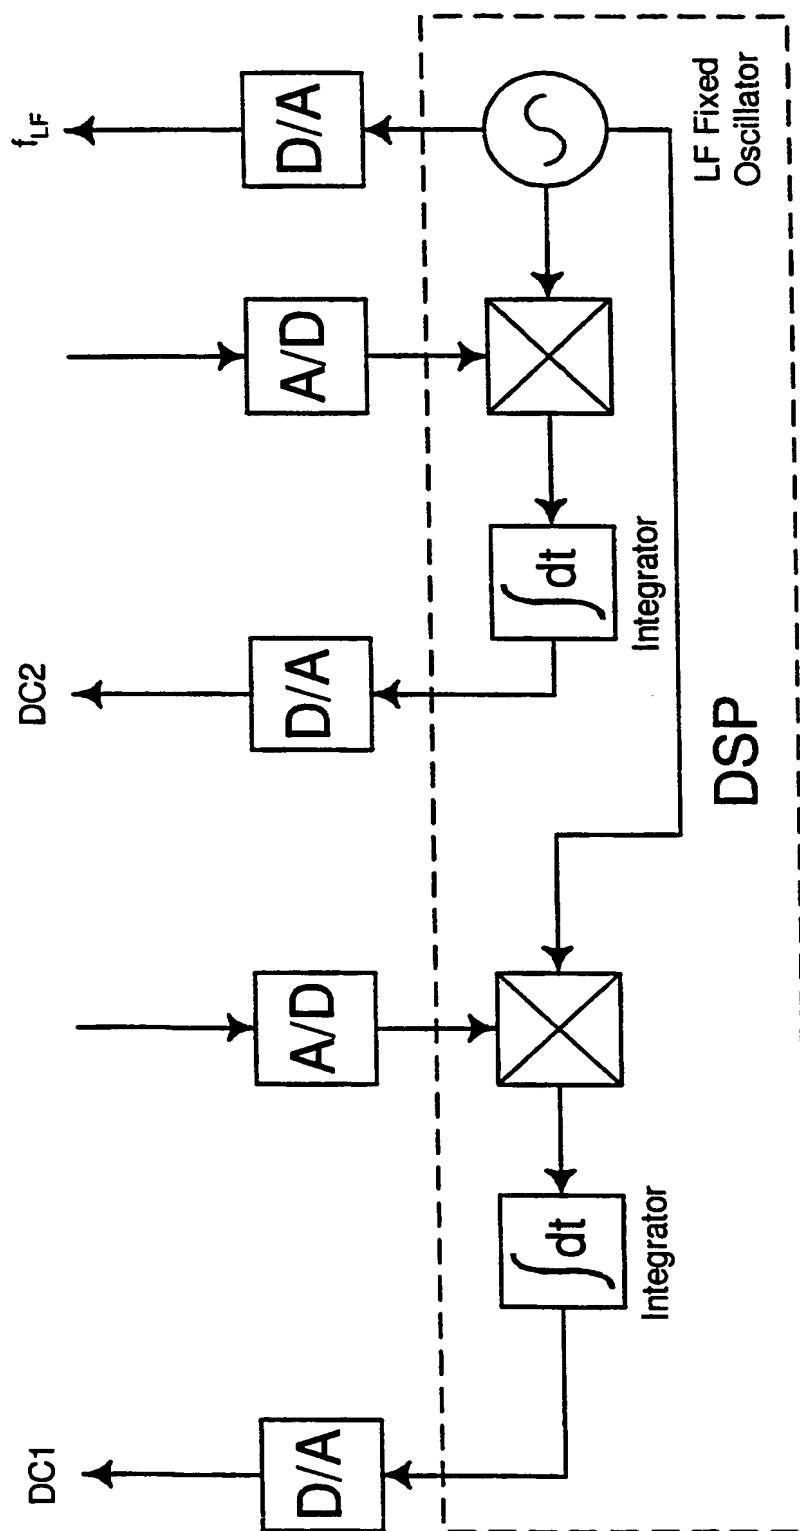 DC1
D/A
A/D
DC2
D/A
A/D
f_LF
D/A
∫dt
Integrator
∫dt
Integrator
LF Fixed
Oscillator
DSP